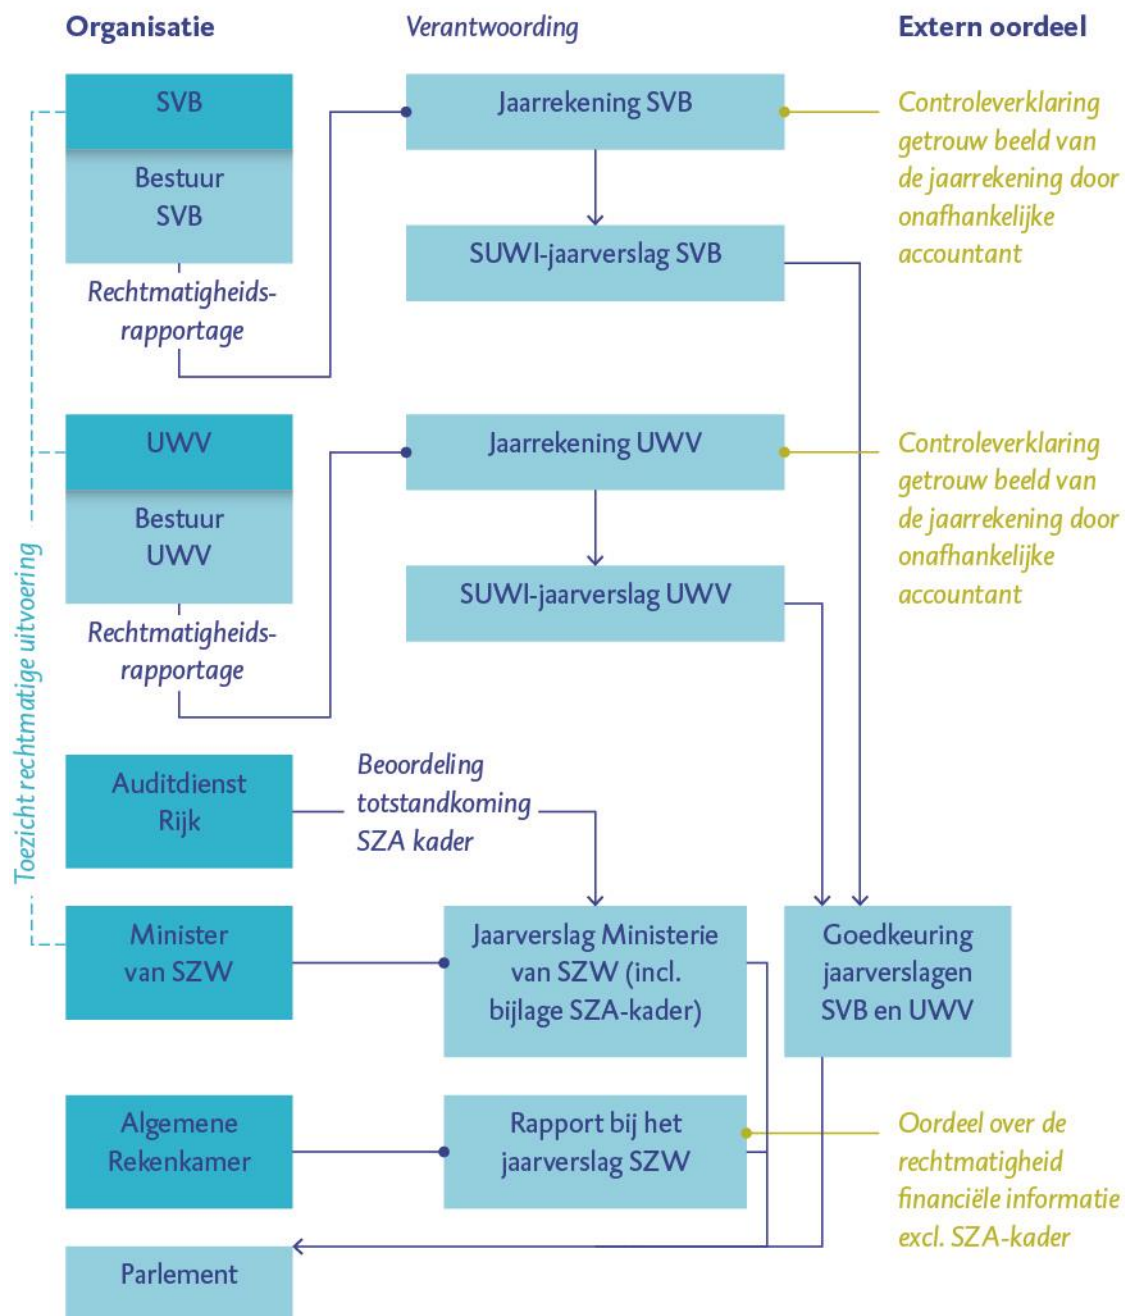 Organisatie
Verantwoording
Extern oordeel
SVB
Bestuur
SVB
Rechtmatigheids-
rapportage
Jaarrekening SVB
SUWI-jaarverslag SVB
Controleverklaring
getrouw beeld van
de jaarrekening door
onafhankelijke
accountant
UWV
Bestuur
UWV
Rechtmatigheids-
rapportage
Jaarrekening UWV
SUWI-jaarverslag UWV
Controleverklaring
getrouw beeld van
de jaarrekening door
onafhankelijke
accountant
Toezicht rechtmatige uitvoering
Auditdienst
Rijk
Beoordeling
totstandkoming
SZA kader
Minister
van SZW
Jaarverslag Ministerie
van SZW (incl.
bijlage SZA-kader)
Goedkeuring
jaarverslagen
SVB en UWV
Algemene
Rekenkamer
Rapport bij het
jaarverslag SZW
Oordeel over de
rechtmatigheid
financiële informatie
excl. SZA-kader
Parlement